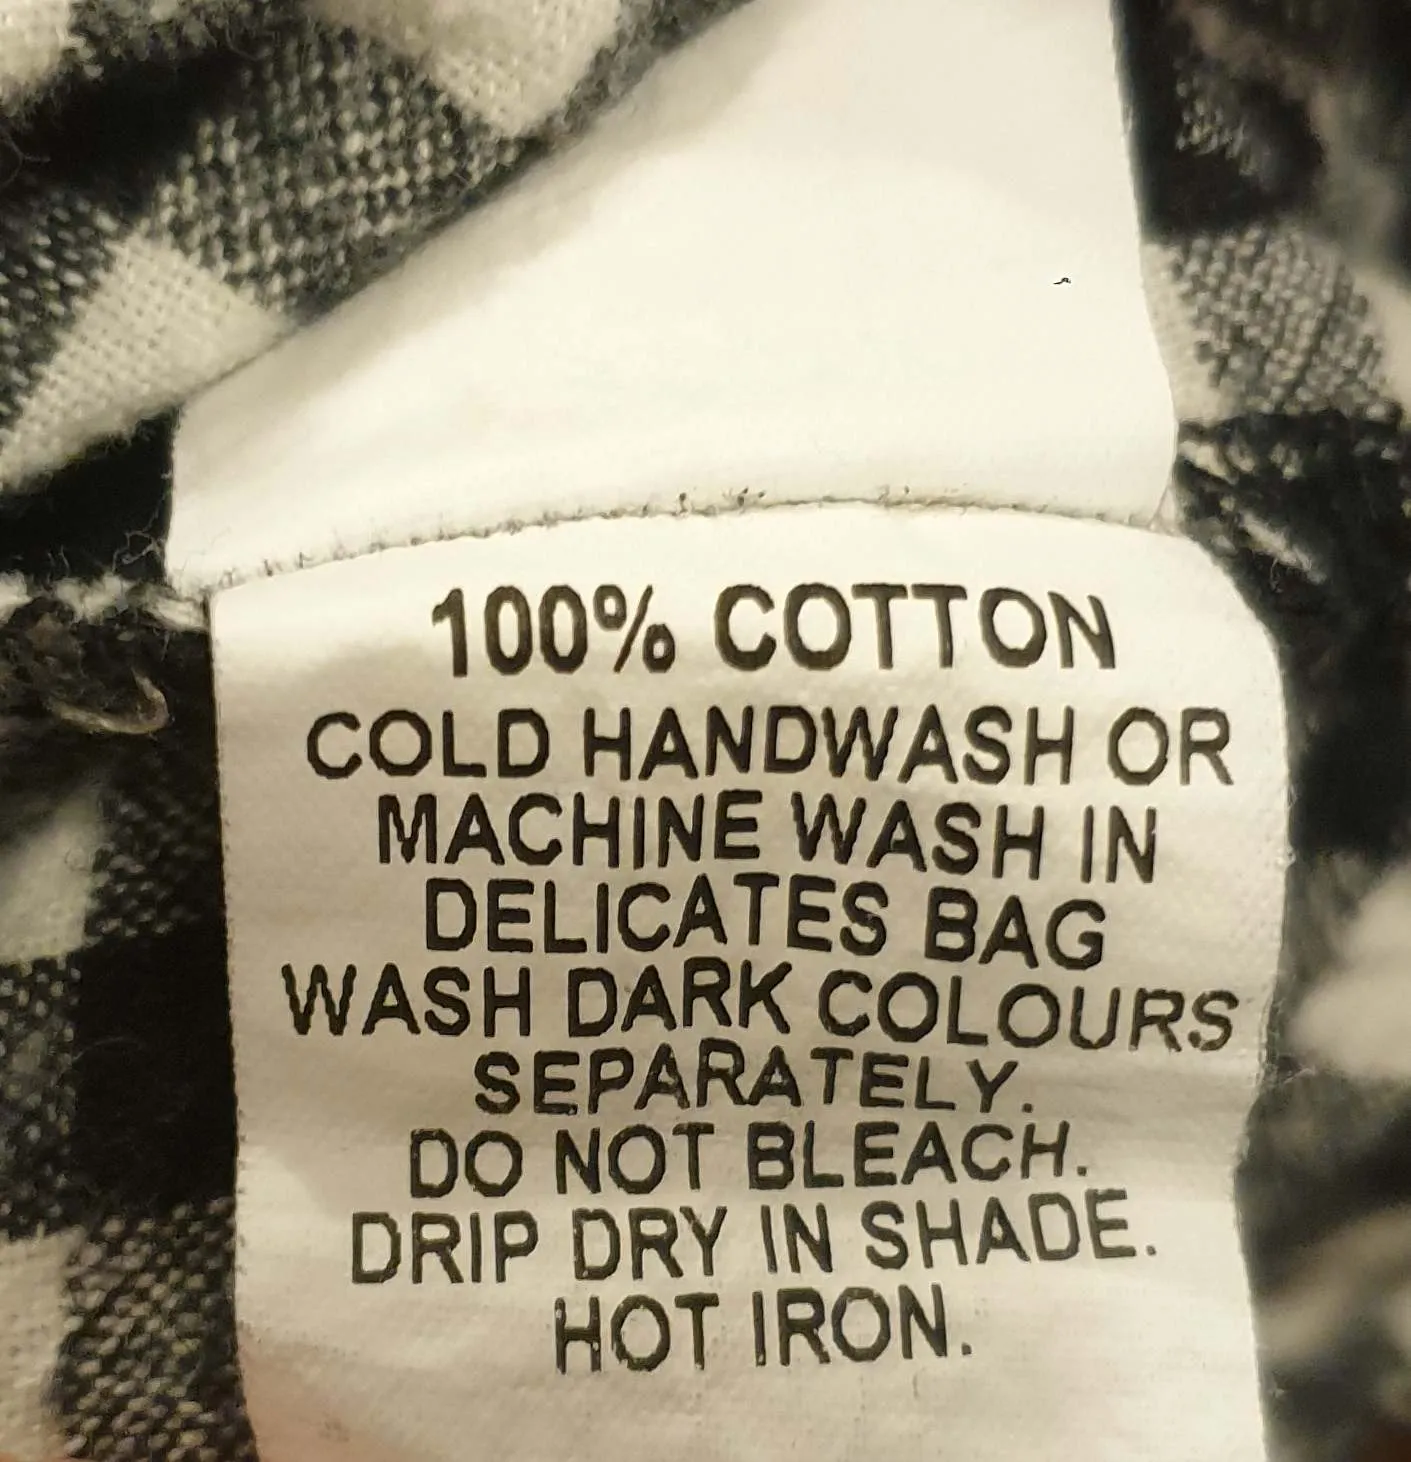 100% COTTON
COLD HANDWASH OR
MACHINE WASH IN
DELICATES BAG
WASH DARK COLOURS
SEPARATELY.
DO NOT BLEACH.
DRIP DRY IN SHADE.
HOT IRON.